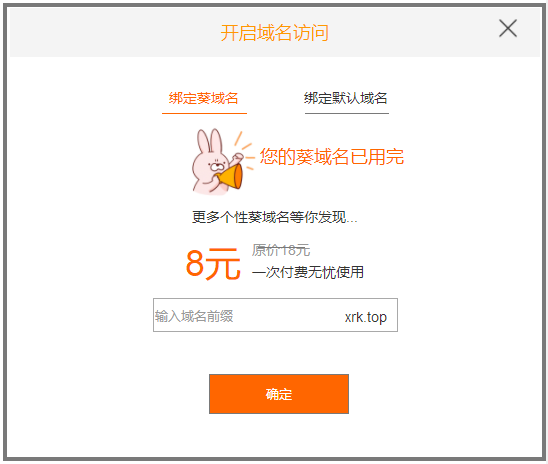 开启域名访问
绑定葵域名 绑定默认域名
您的葵域名已用完
更多个性葵域名等你发现...
8元 原价18元
一次付费无忧使用
输入域名前缀 xrk.top
确定